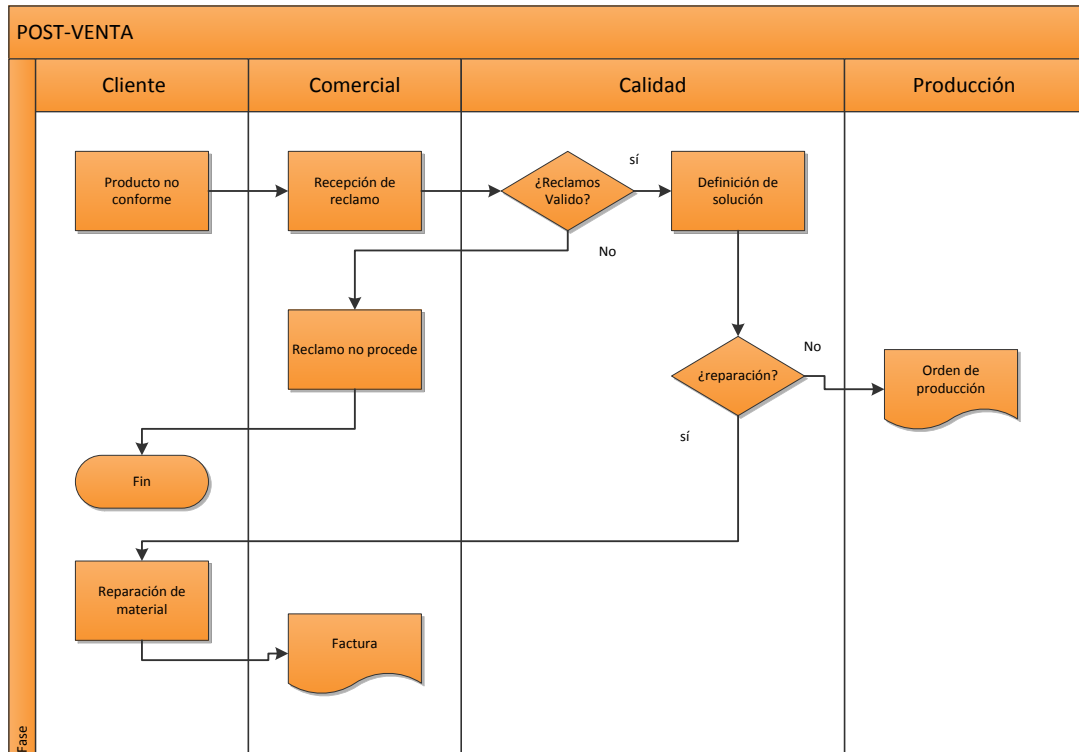 POST-VENTA
Cliente
Comercial
Calidad
Producción
Producto no
conforme
Recepción de
reclamo
¿Reclamos
Valido?
sí
Definición de
solución
No
Reclamo no procede
¿reparación?
No
Orden de
producción
sí
Fin
Reparación de
material
Factura
Fase